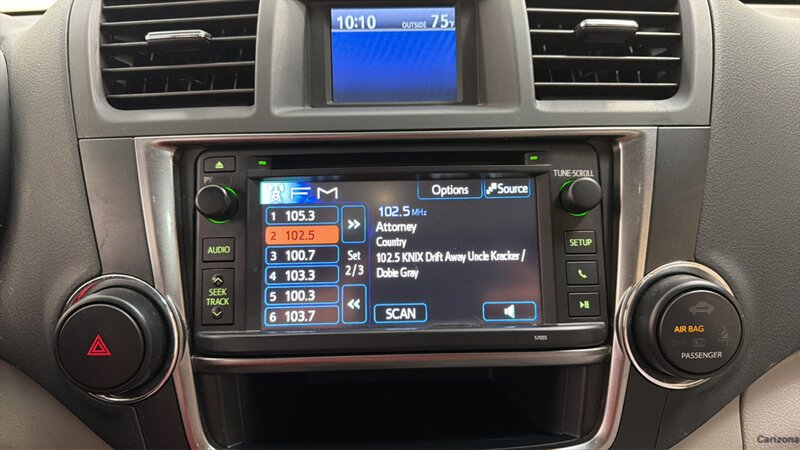 10:10 OUTSIDE 75°F
TUNE•SCROLL
FM
Options
Source
1 105.3
2 102.5
3 100.7
4 103.3
5 100.3
6 103.7
Set
2/3
102.5 MHz
Attorney
Country
102.5 KNIX Drift Away Uncle Kracker /
Dobie Gray
SCAN
AUDIO
SEEK
TRACK
SETUP
57055
AIR BAG
PASSENGER
Carizona